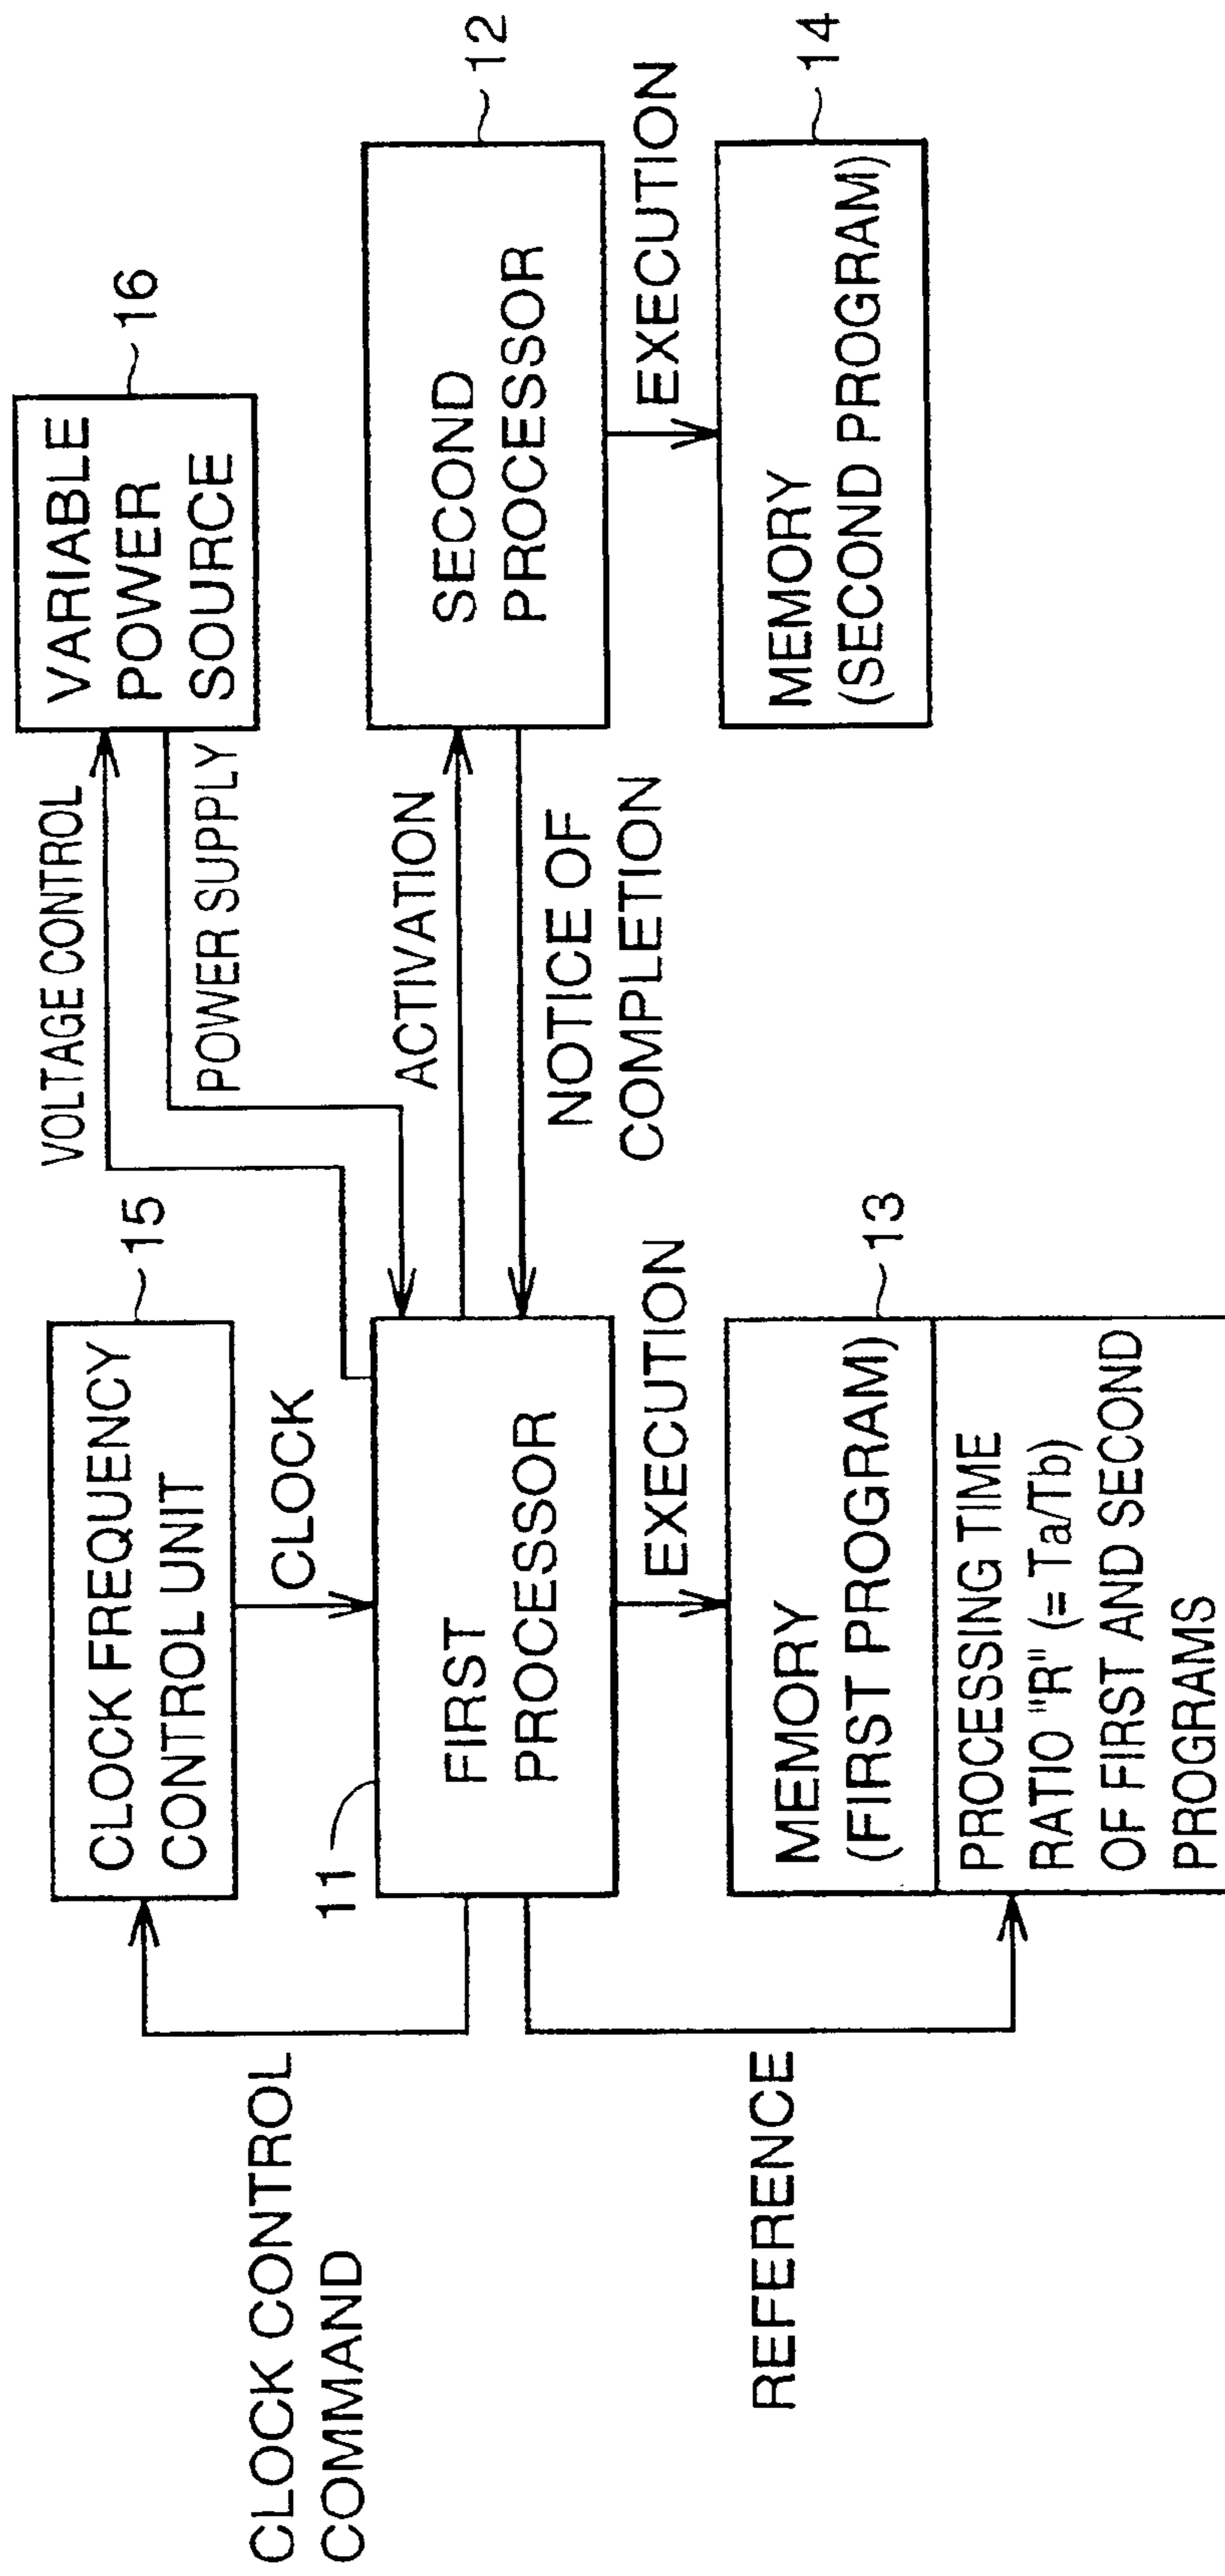 CLOCK CONTROL
COMMAND
REFERENCE
15
CLOCK FREQUENCY
CONTROL UNIT
CLOCK
11
FIRST
PROCESSOR
EXECUTION
13
MEMORY
(FIRST PROGRAM)
PROCESSING TIME
RATIO "R" (= Ta/Tb)
OF FIRST AND SECOND
PROGRAMS
VOLTAGE CONTROL
POWER SUPPLY
ACTIVATION
NOTICE OF
COMPLETION
16
VARIABLE
POWER
SOURCE
12
SECOND
PROCESSOR
EXECUTION
14
MEMORY
(SECOND PROGRAM)